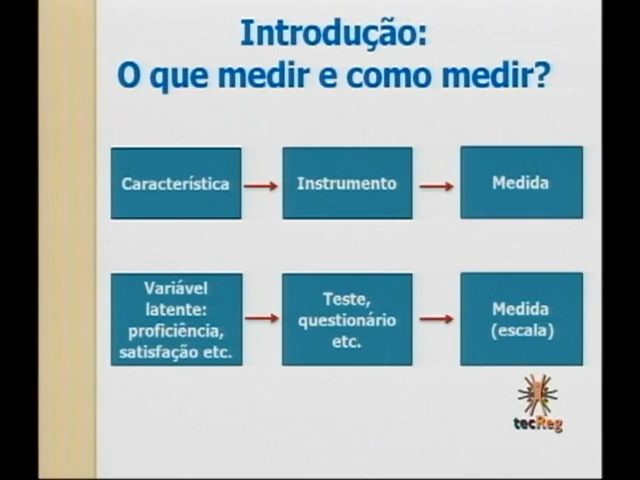 Introdução:
O que medir e como medir?
Característica
Instrumento
Medida
Variável
latente:
proficiência,
satisfação etc.
Teste,
questionário
etc.
Medida
(escala)
tecReg